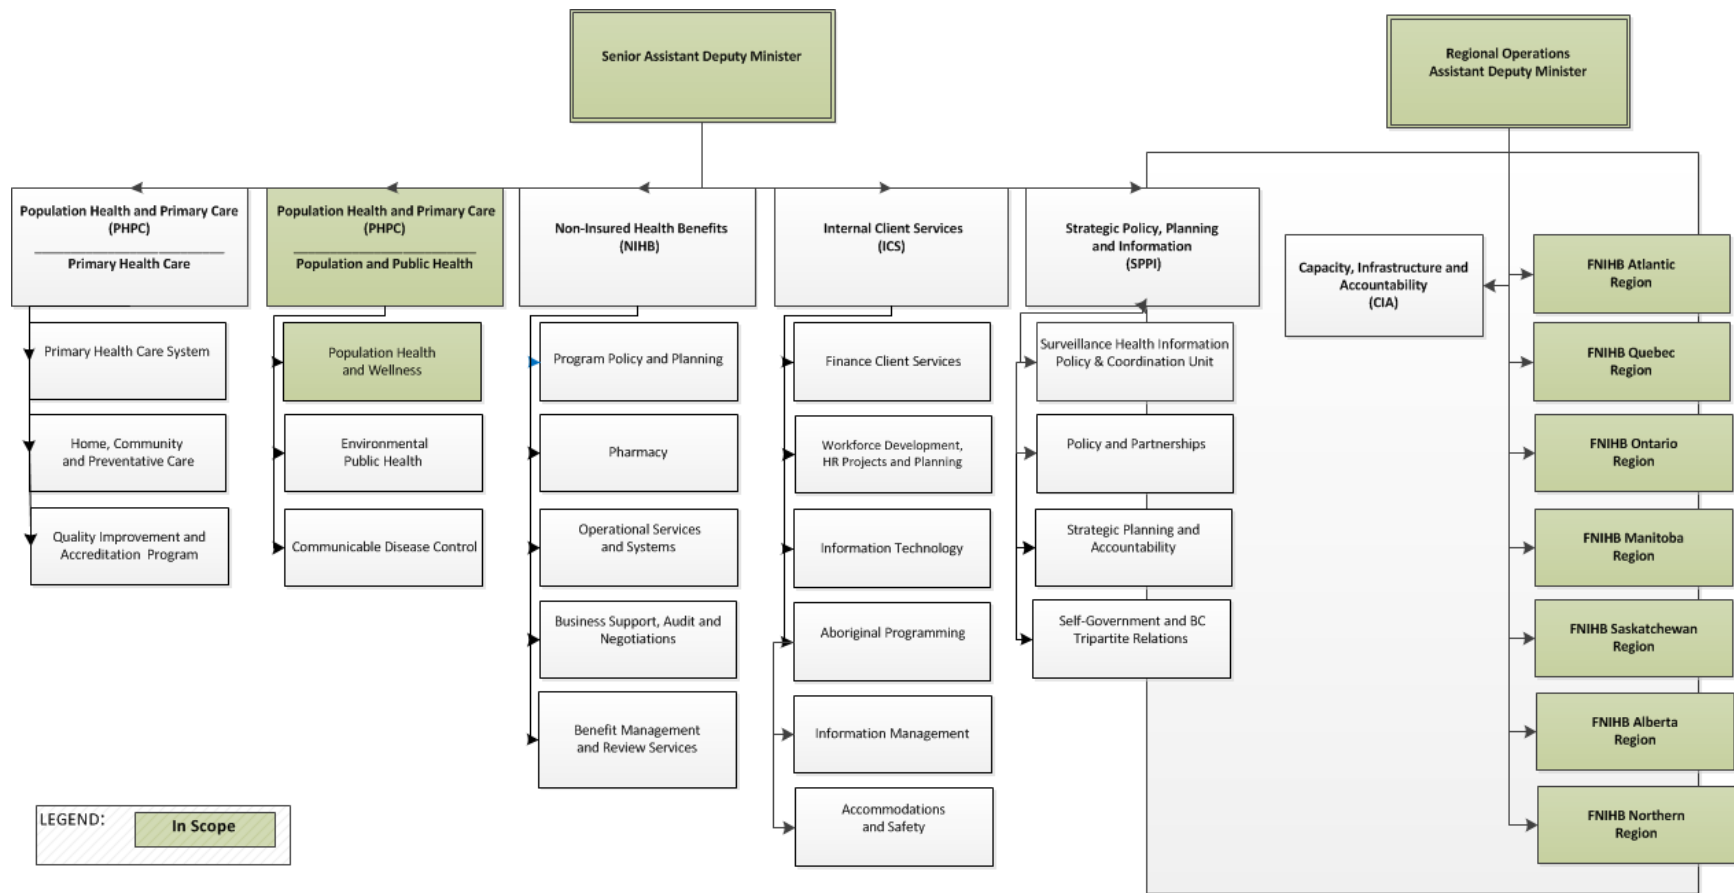 Senior Assistant Deputy Minister
Regional Operations
Assistant Deputy Minister
Population Health and Primary Care
(PHPC)
Primary Health Care
Primary Health Care System
Home, Community
and Preventative Care
Quality Improvement and
Accreditation Program
Population Health and Primary Care
(PHPC)
Population and Public Health
Population Health
and Wellness
Environmental
Public Health
Communicable Disease Control
Non-Insured Health Benefits
(NIHB)
Program Policy and Planning
Pharmacy
Operational Services
and Systems
Business Support, Audit and
Negotiations
Benefit Management
and Review Services
Internal Client Services
(ICS)
Finance Client Services
Workforce Development,
HR Projects and Planning
Information Technology
Aboriginal Programming
Information Management
Accommodations
and Safety
Strategic Policy, Planning
and Information
(SPPI)
Surveillance Health Information
Policy & Coordination Unit
Policy and Partnerships
Strategic Planning and
Accountability
Self-Government and BC
Tripartite Relations
Capacity, Infrastructure and
Accountability
(CIA)
FNIHB Atlantic
Region
FNIHB Quebec
Region
FNIHB Ontario
Region
FNIHB Manitoba
Region
FNIHB Saskatchewan
Region
FNIHB Alberta
Region
FNIHB Northern
Region
LEGEND:
In Scope